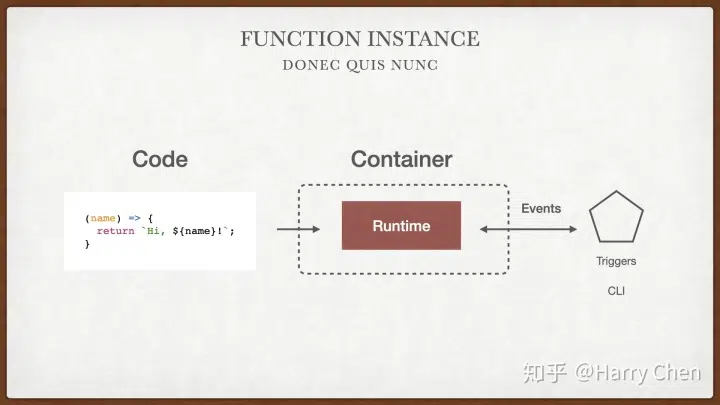 FUNCTION INSTANCE
DONEC QUIS NUNC
Code
Container
(name) => {
  return `Hi, ${name}!`;
}
Runtime
Events
Triggers
CLI
知乎 @Harry Chen